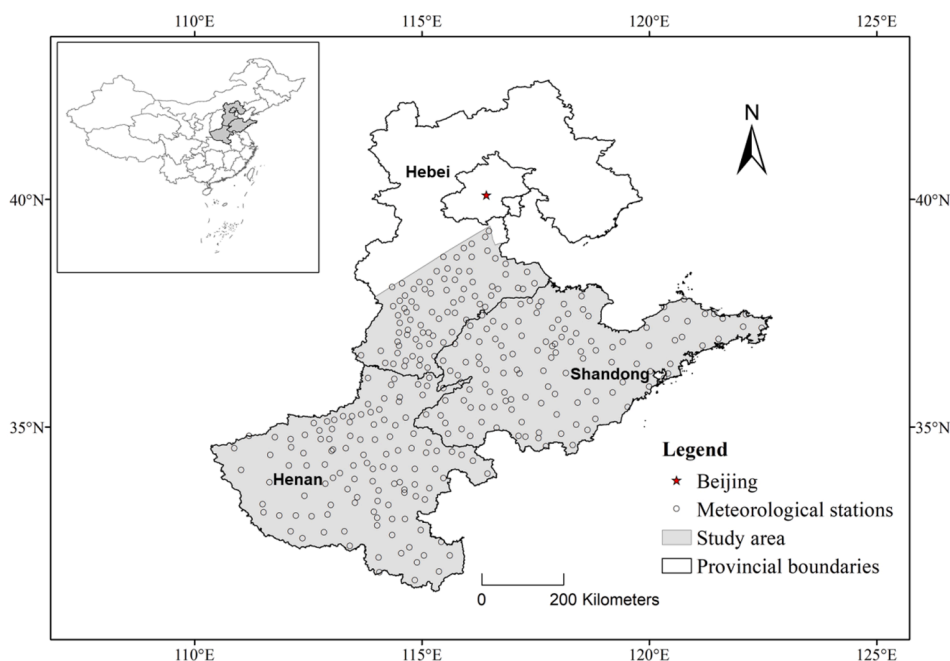 110°E 115°E 120°E 125°E
N
Hebei
40°N 40°N
Shandong
35°N 35°N
Henan
Legend
Beijing
Meteorological stations
Study area
Provincial boundaries
0 200 Kilometers
110°E 115°E 120°E 125°E